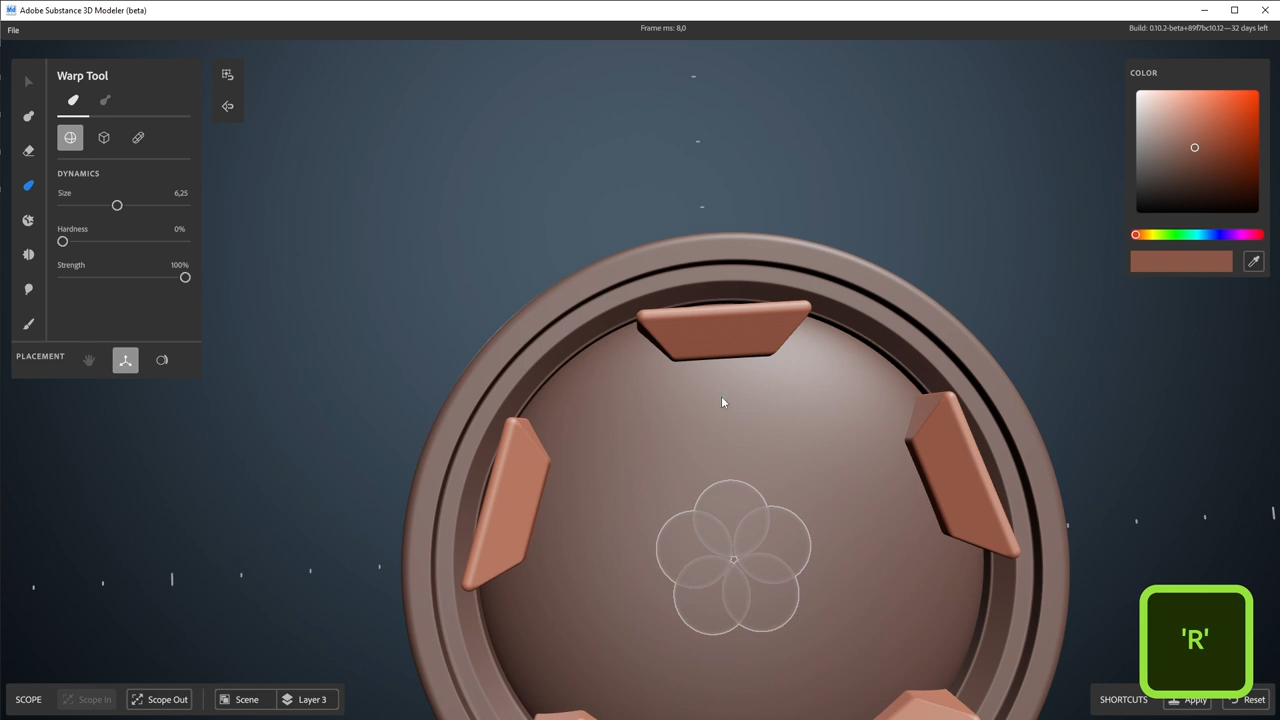 Adobe Substance 3D Modeler (beta)
File
Frame ms: 8,0
Build: 0.10.2-beta+89f7bc10.12—32 days left
Warp Tool
DYNAMICS
Size 6,25
Hardness 0%
Strength 100%
PLACEMENT
COLOR
'R'
SCOPE Scope In Scope Out Scene Layer 3
SHORTCUTS Apply Reset